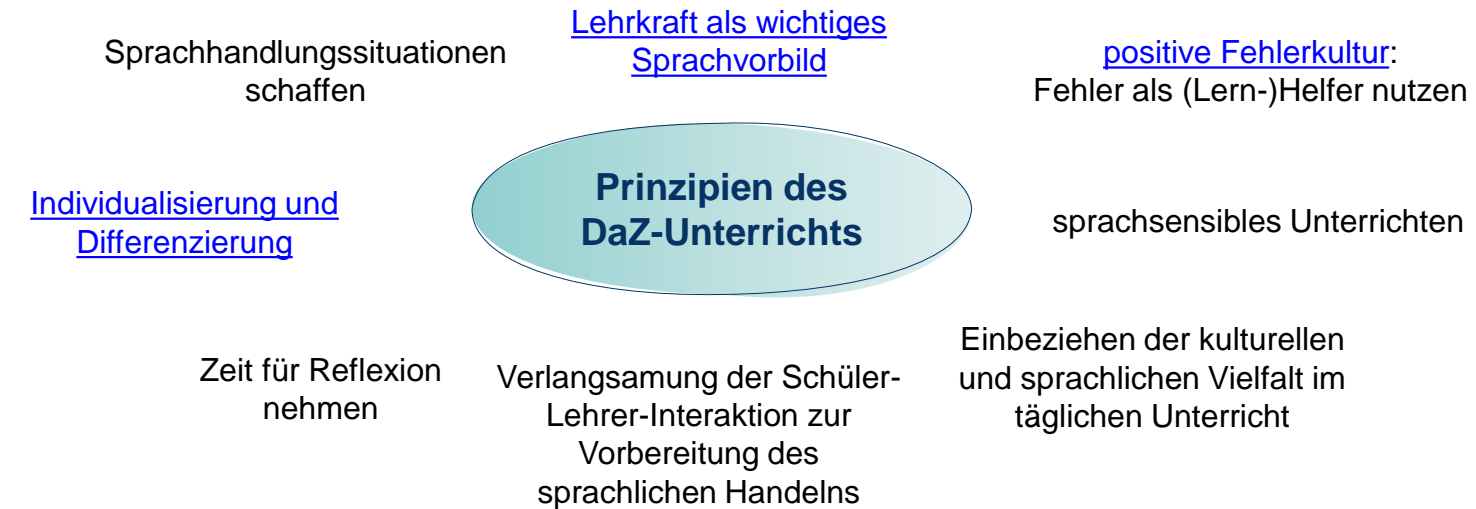 Lehrkraft als wichtiges
Sprachvorbild
Sprachhandlungssituationen
schaffen
positive Fehlerkultur:
Fehler als (Lern-)Helfer nutzen
Prinzipien des
DaZ-Unterrichts
Individualisierung und
Differenzierung
sprachsensibles Unterrichten
Zeit für Reflexion
nehmen
Verlangsamung der Schüler-
Lehrer-Interaktion zur
Vorbereitung des
sprachlichen Handelns
Einbeziehen der kulturellen
und sprachlichen Vielfalt im
täglichen Unterricht